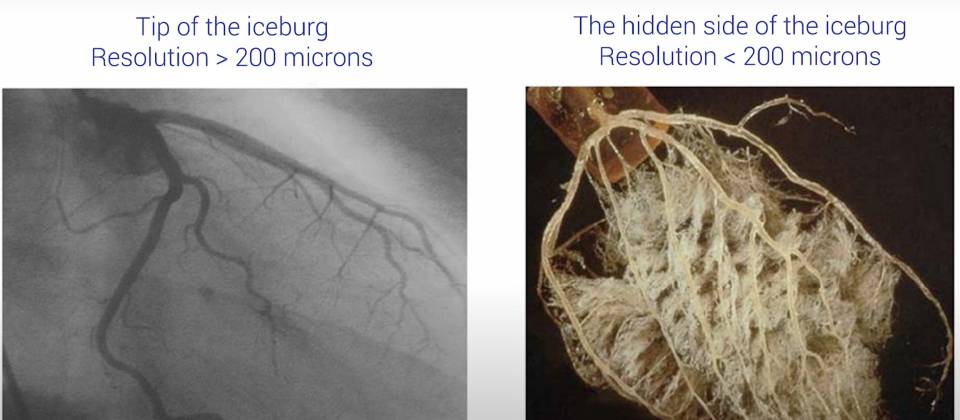 Tip of the iceburg
Resolution > 200 microns
The hidden side of the iceburg
Resolution < 200 microns